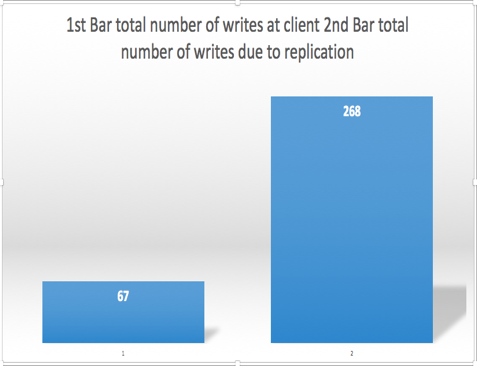 1st Bar total number of writes at client 2nd Bar total
number of writes due to replication
268
67
1 2